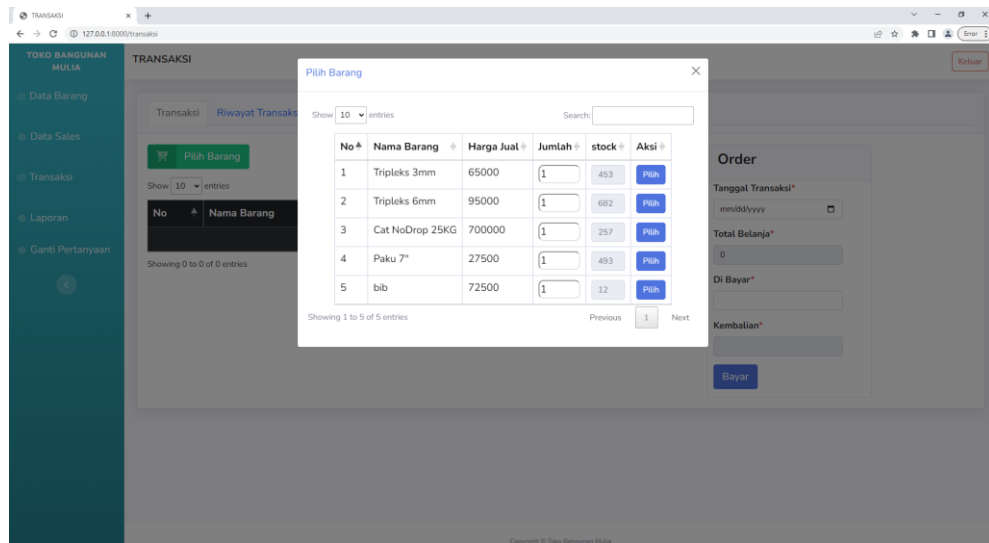 TRANSAKSI
127.0.0.1:8000/transaksi
Error
TOKO BANGUNAN
MULIA
TRANSAKSI
Keluar
Data Barang
Data Sales
Transaksi
Laporan
Ganti Pertanyaan
Transaksi Riwayat Transaks
Pilih Barang
Show 10 entries
No Nama Barang
Showing 0 to 0 of 0 entries
Pilih Barang
Show 10 entries Search:
No Nama Barang Harga Jual Jumlah stock Aksi
1 Tripleks 3mm 65000 1 453 Pilih
2 Tripleks 6mm 95000 1 682 Pilih
3 Cat NoDrop 25KG 700000 1 257 Pilih
4 Paku 7" 27500 1 493 Pilih
5 bib 72500 1 12 Pilih
Showing 1 to 5 of 5 entries Previous 1 Next
Order
Tanggal Transaksi*
mm/dd/yyyy
Total Belanja*
0
Di Bayar*
Kembalian*
Bayar
Copyright © Toko Bangunan Mulia